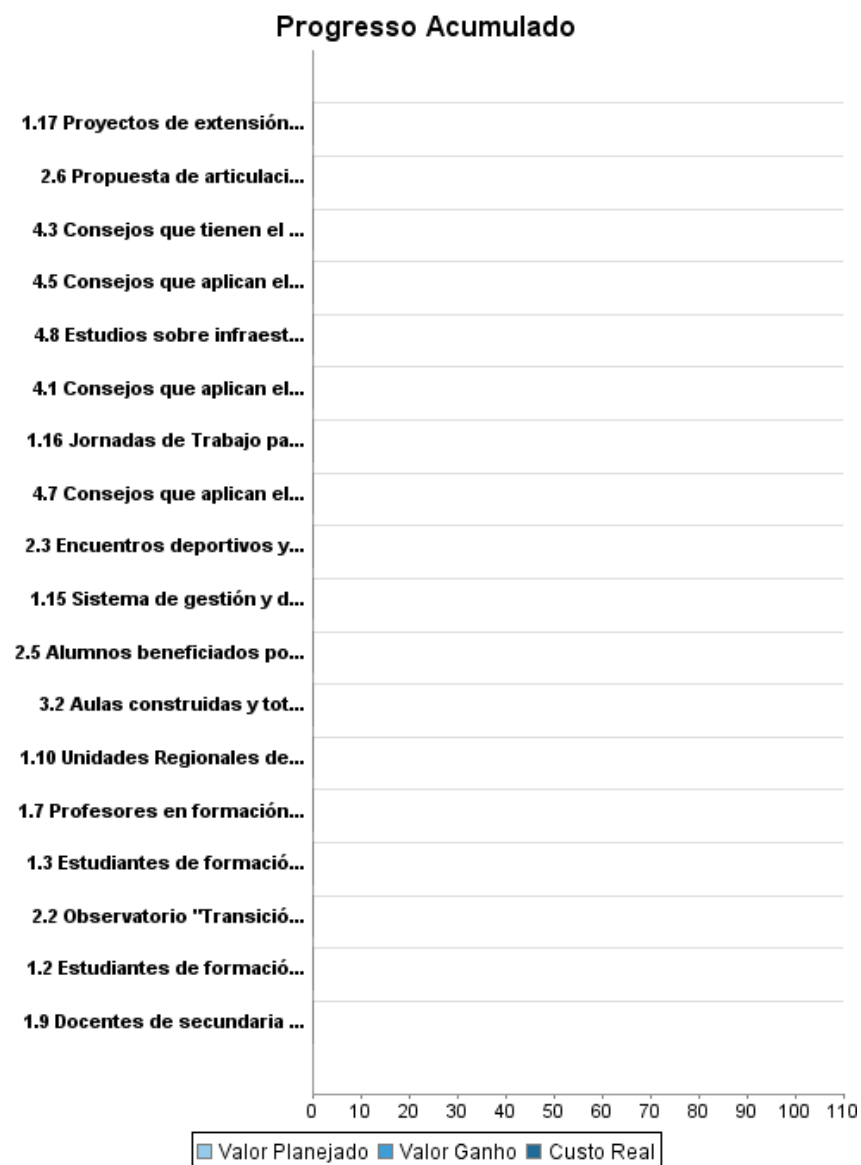 Progresso Acumulado
1.17 Proyectos de extensión...
2.6 Propuesta de articulaci...
4.3 Consejos que tienen el ...
4.5 Consejos que aplican el...
4.8 Estudios sobre infraest...
4.1 Consejos que aplican el...
1.16 Jornadas de Trabajo pa...
4.7 Consejos que aplican el...
2.3 Encuentros deportivos y...
1.15 Sistema de gestión y d...
2.5 Alumnos beneficiados po...
3.2 Aulas construidas y tot...
1.10 Unidades Regionales de...
1.7 Profesores en formación...
1.3 Estudiantes de formació...
2.2 Observatorio "Transició...
1.2 Estudiantes de formació...
1.9 Docentes de secundaria ...
0 10 20 30 40 50 60 70 80 90 100 110
Valor Planejado Valor Ganho Custo Real